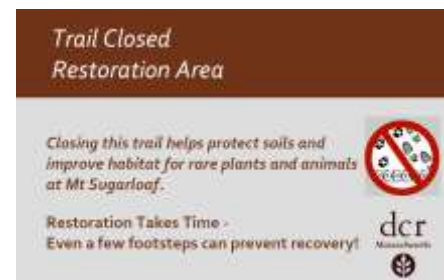 Trail Closed
Restoration Area
Closing this trail helps protect soils and
improve habitat for rare plants and animals
at Mt Sugarloaf.
Restoration Takes Time -
Even a few footsteps can prevent recovery!
dcr
Massachusetts